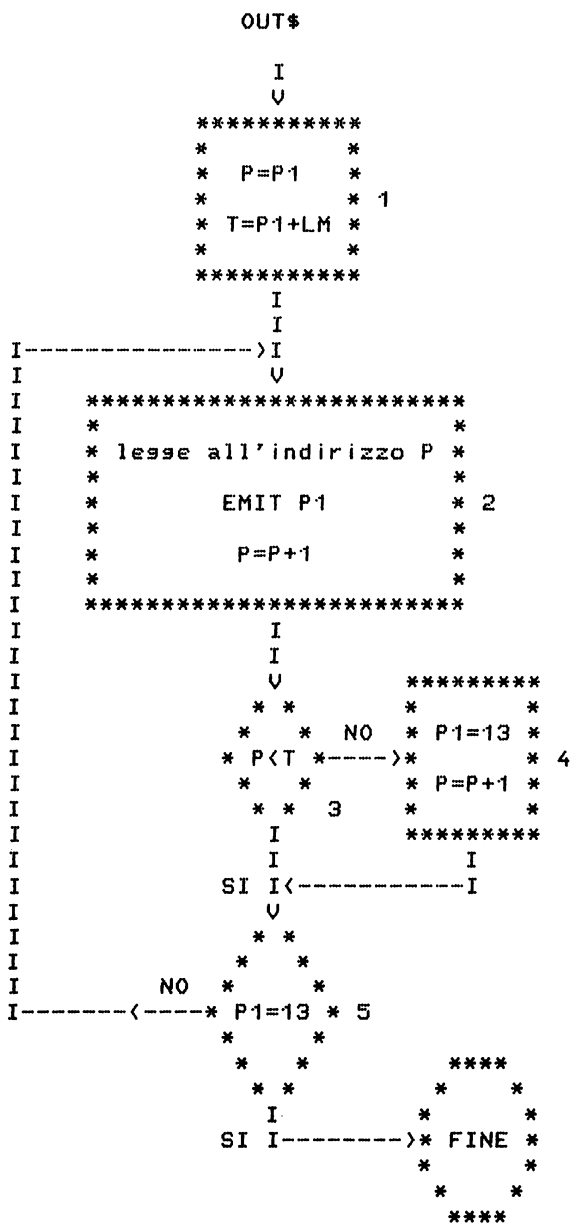 OUT$
P=P1
1
T=P1+LM
legge all'indirizzo P
EMIT P1
2
P=P+1
P<T
NO
P1=13
4
P=P+1
3
SI
NO
P1=13
5
SI
FINE